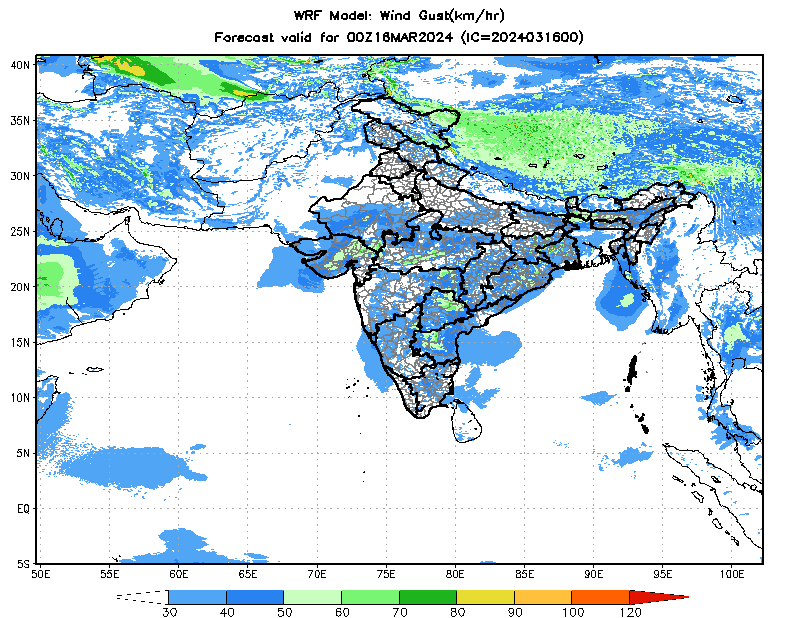 WRF Model: Wind Gust(km/hr)
Forecast valid for 00Z16MAR2024 (IC=2024031600)
40N
35N
30N
25N
20N
15N
10N
5N
EQ
5S
50E 55E 60E 65E 70E 75E 80E 85E 90E 95E 100E
30 40 50 60 70 80 90 100 120